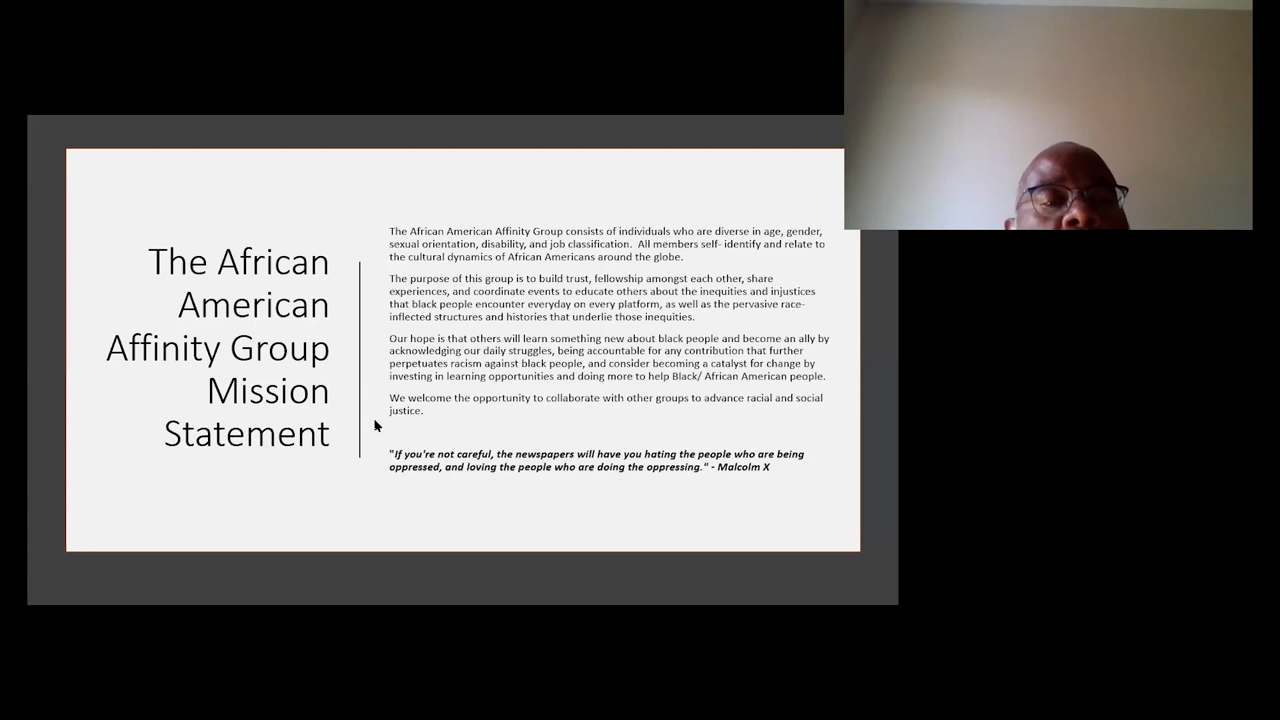 The African
American
Affinity Group
Mission
Statement
The African American Affinity Group consists of individuals who are diverse in age, gender,
sexual orientation, disability, and job classification.  All members self- identify and relate to
the cultural dynamics of African Americans around the globe.
The purpose of this group is to build trust, fellowship amongst each other, share
experiences, and coordinate events to educate others about the inequities and injustices
that black people encounter everyday on every platform, as well as the pervasive race-
inflected structures and histories that underlie those inequities.
Our hope is that others will learn something new about black people and become an ally by
acknowledging our daily struggles, being accountable for any contribution that further
perpetuates racism against black people, and consider becoming a catalyst for change by
investing in learning opportunities and doing more to help Black/ African American people.
We welcome the opportunity to collaborate with other groups to advance racial and social
justice.
"If you're not careful, the newspapers will have you hating the people who are being
oppressed, and loving the people who are doing the oppressing." - Malcolm X